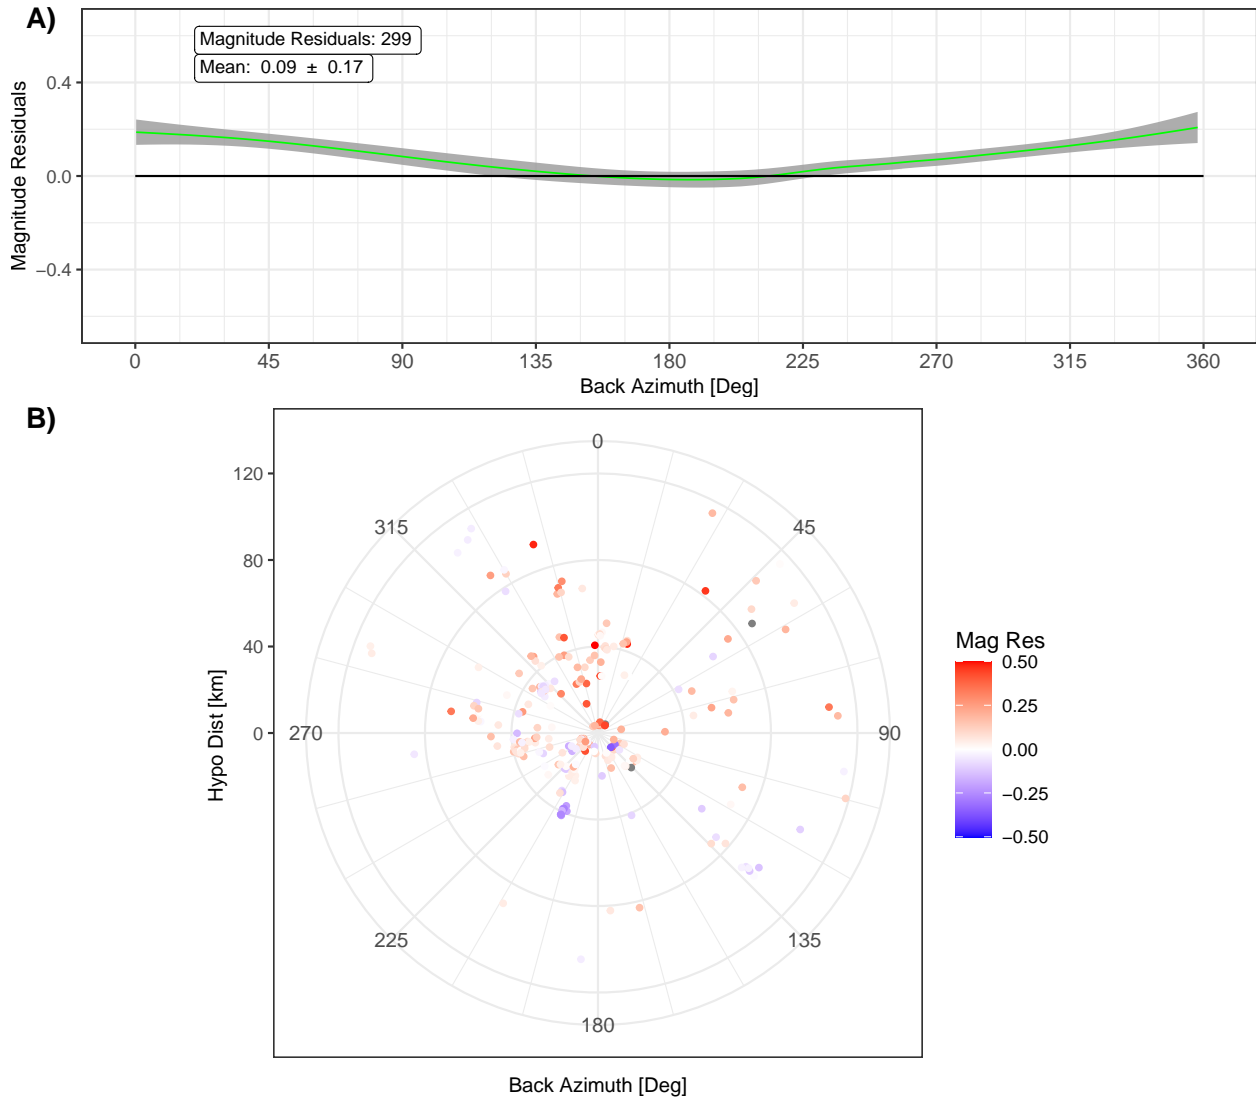 A)
Magnitude Residuals: 299
Mean:  0.09  ±  0.17
Magnitude Residuals
0.4
0.0
−0.4
0 45 90 135 180 225 270 315 360
Back Azimuth [Deg]
B)
Hypo Dist [km]
120
80
40
0
0
45
90
135
180
225
270
315
Back Azimuth [Deg]
Mag Res
0.50
0.25
0.00
−0.25
−0.50